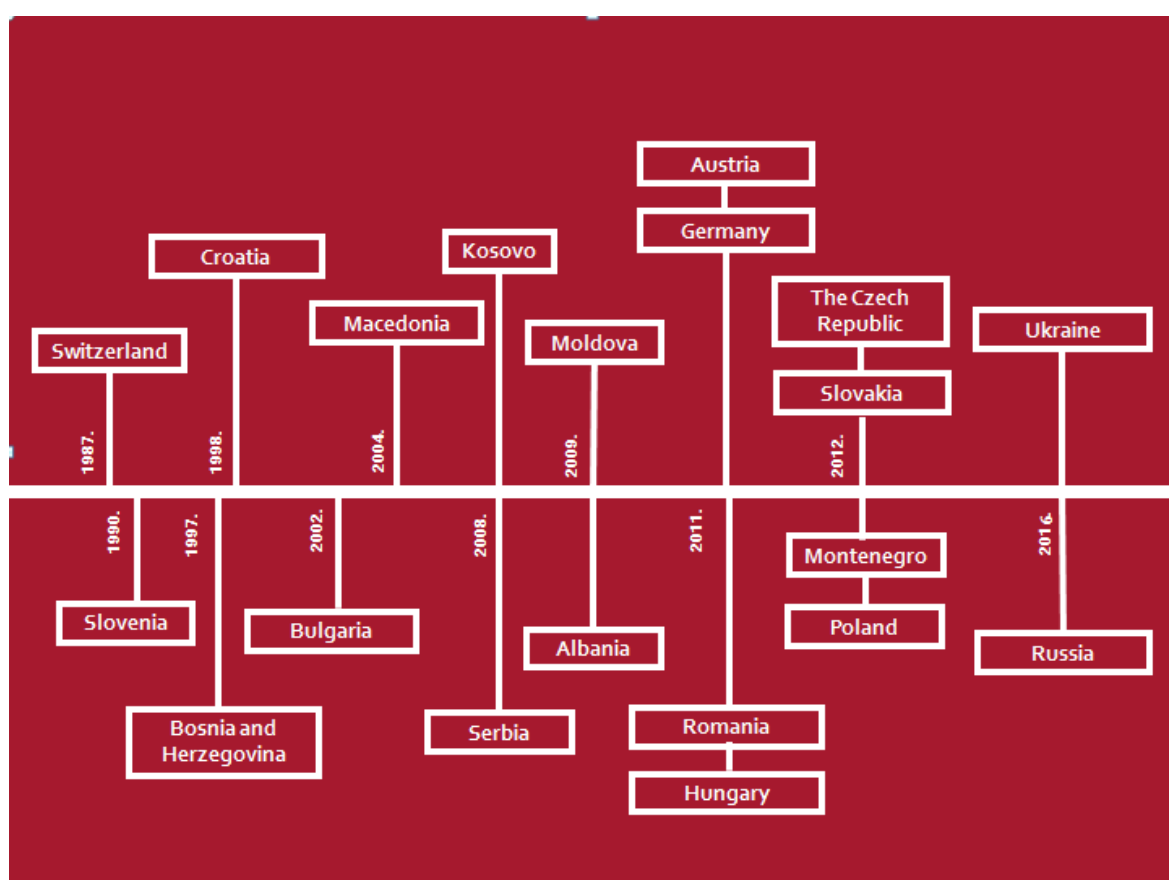 Austria
Germany
Croatia
Kosovo
The Czech
Republic
Macedonia
Ukraine
Moldova
Switzerland
Slovakia
1987.
1998.
2004.
2009.
2012.
1990.
1997.
2002.
2008.
2011.
2016.
Montenegro
Slovenia
Bulgaria
Poland
Albania
Russia
Bosnia and
Herzegovina
Serbia
Romania
Hungary